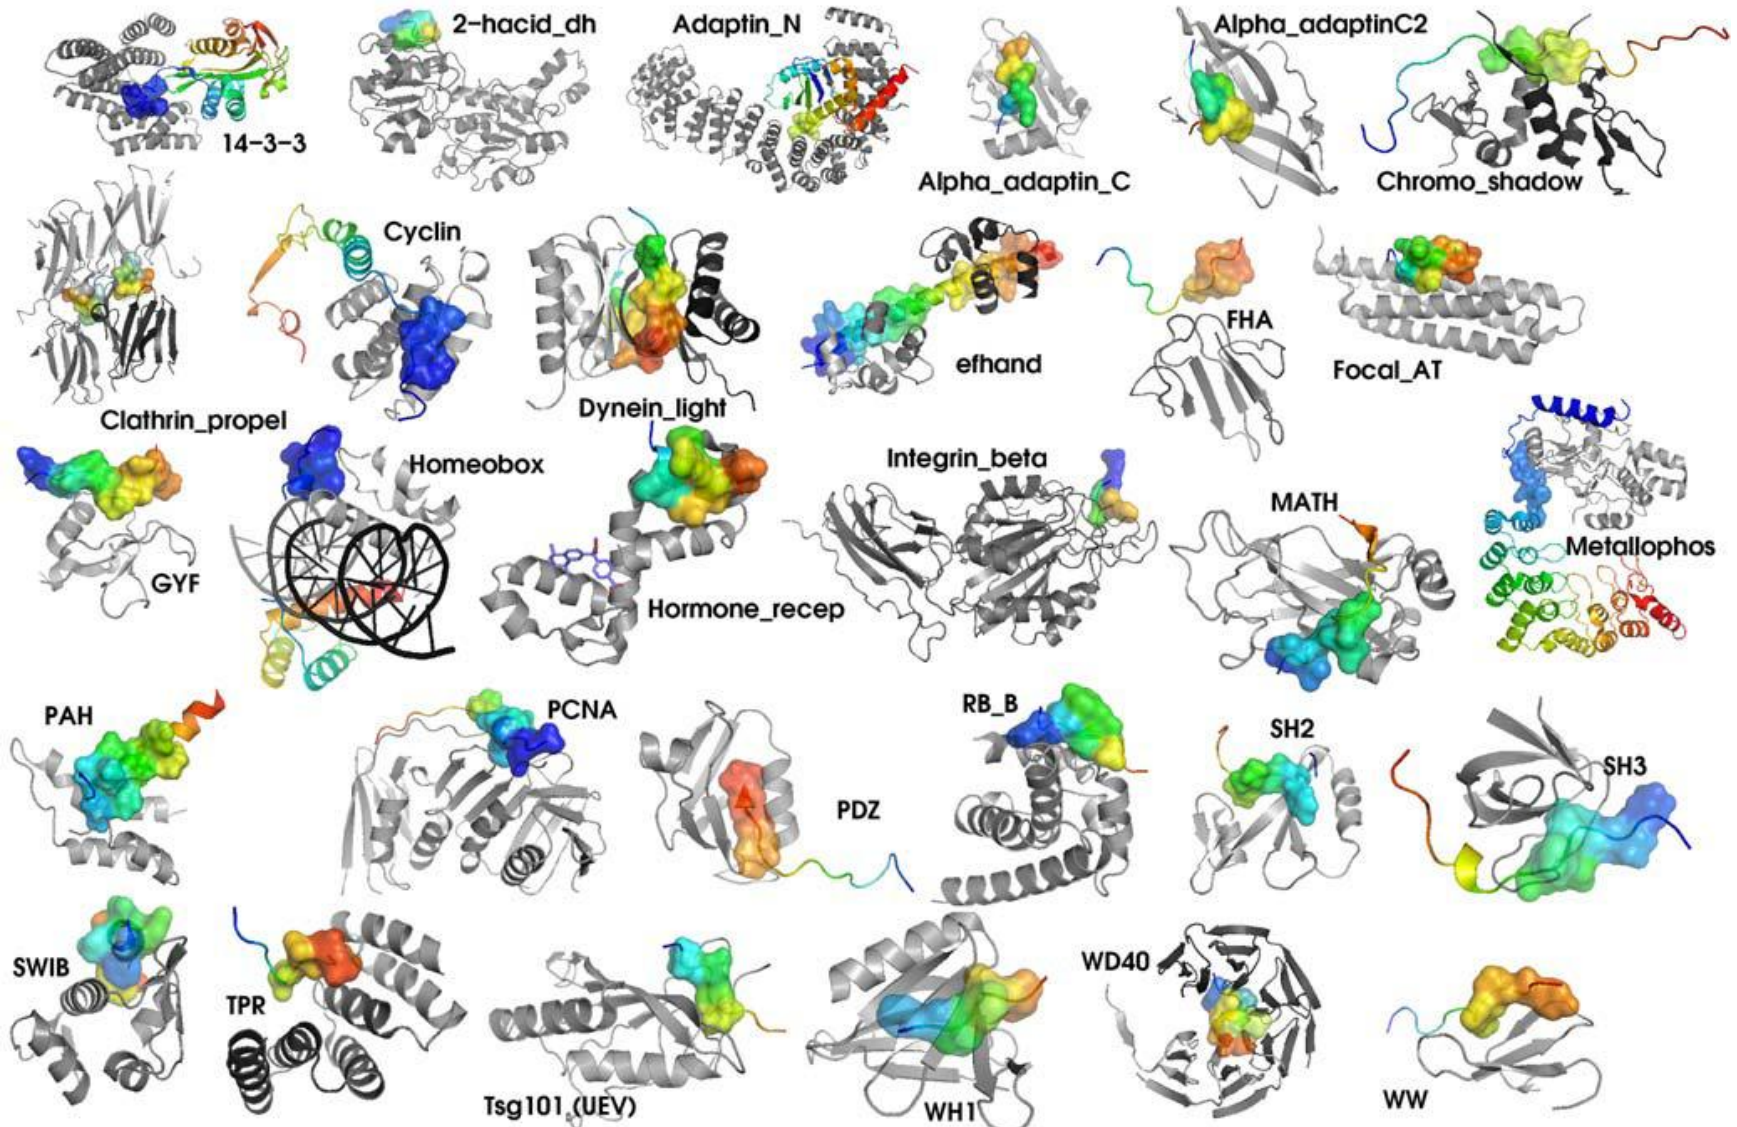 2-hacid_dh
Adaptin_N
Alpha_adaptinC2
14-3-3
Alpha_adaptin_C
Chromo_shadow
Cyclin
FHA
efhand
Focal_AT
Dynein_light
Clathrin_propel
Homeobox
Integrin_beta
MATH
Metallophos
GYF
Hormone_recep
PAH
PCNA
RB_B
SH2
SH3
PDZ
SWIB
WD40
TPR
Tsg101 (UEV)
WH1
WW